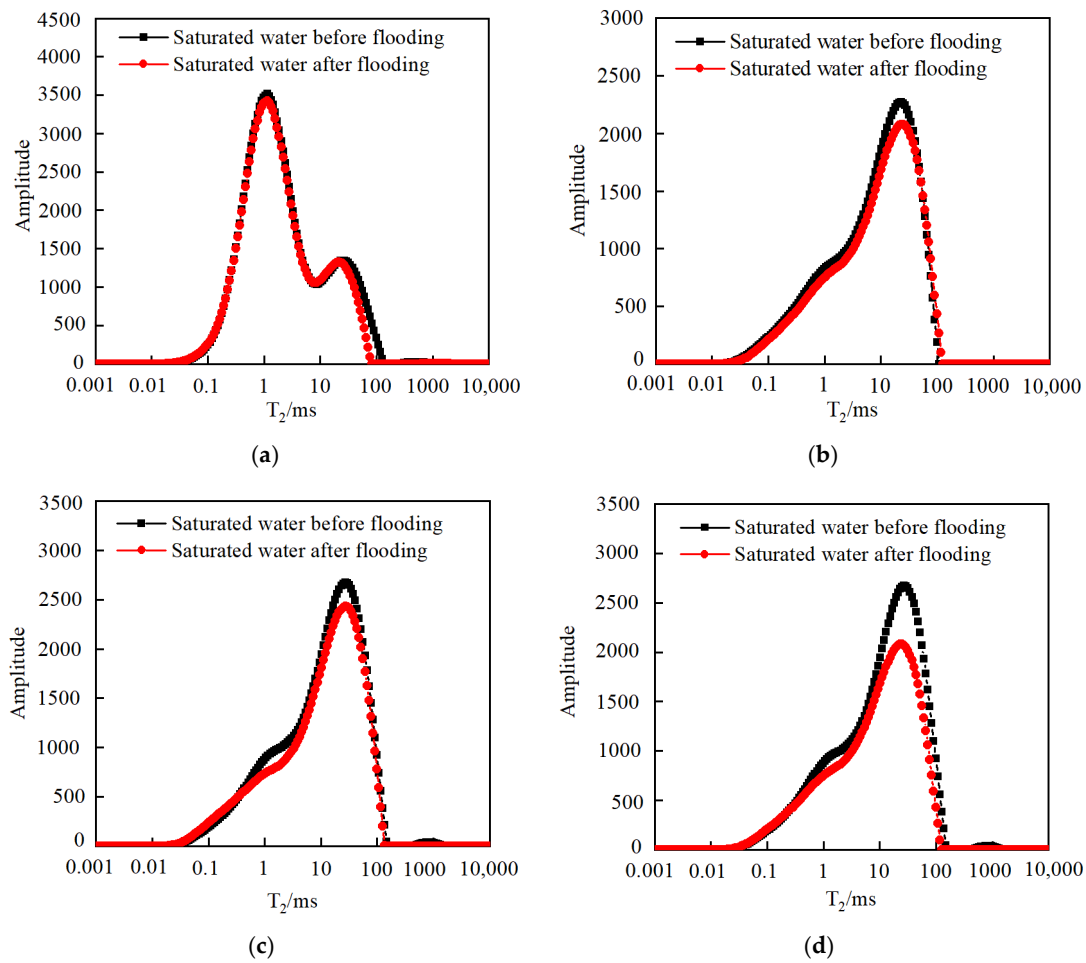 4500
4000
3500
3000
2500
2000
1500
1000
500
0
Amplitude
Saturated water before flooding
Saturated water after flooding
0.001 0.01 0.1 1 10 100 1000 10,000
T2/ms
(a)
3000
2500
2000
1500
1000
500
0
Amplitude
Saturated water before flooding
Saturated water after flooding
0.001 0.01 0.1 1 10 100 1000 10,000
T2/ms
(b)
3500
3000
2500
2000
1500
1000
500
0
Amplitude
Saturated water before flooding
Saturated water after flooding
0.001 0.01 0.1 1 10 100 1000 10,000
T2/ms
(c)
3500
3000
2500
2000
1500
1000
500
0
Amplitude
Saturated water before flooding
Saturated water after flooding
0.001 0.01 0.1 1 10 100 1000 10,000
T2/ms
(d)